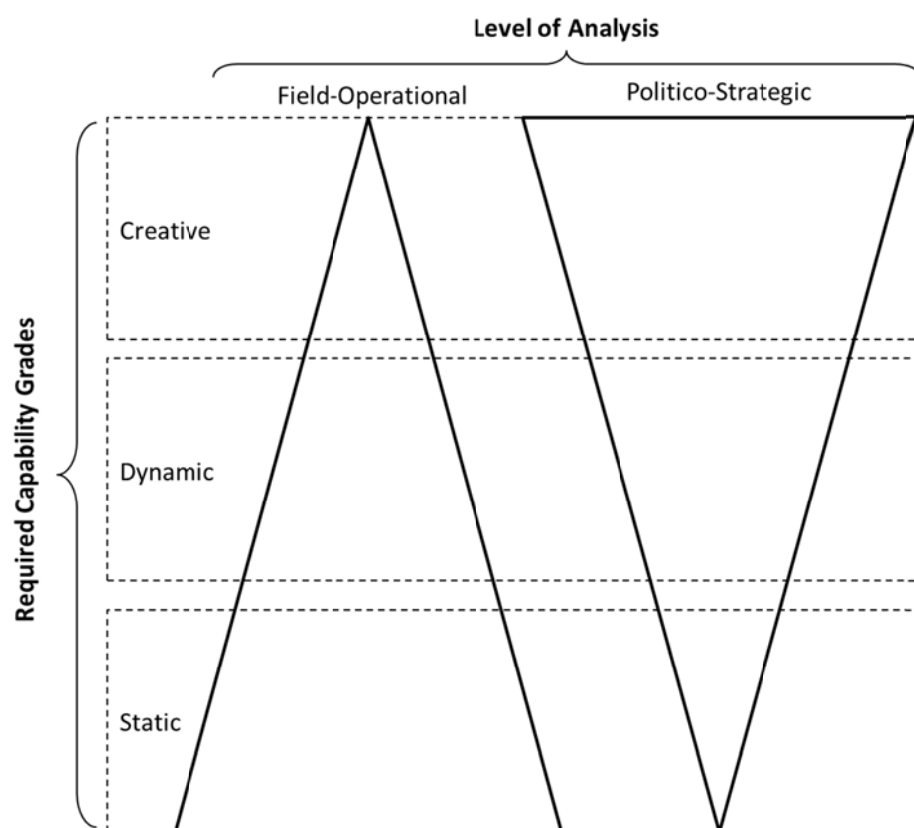 Level of Analysis
Field-Operational
Politico-Strategic
Required Capability Grades
Creative
Dynamic
Static